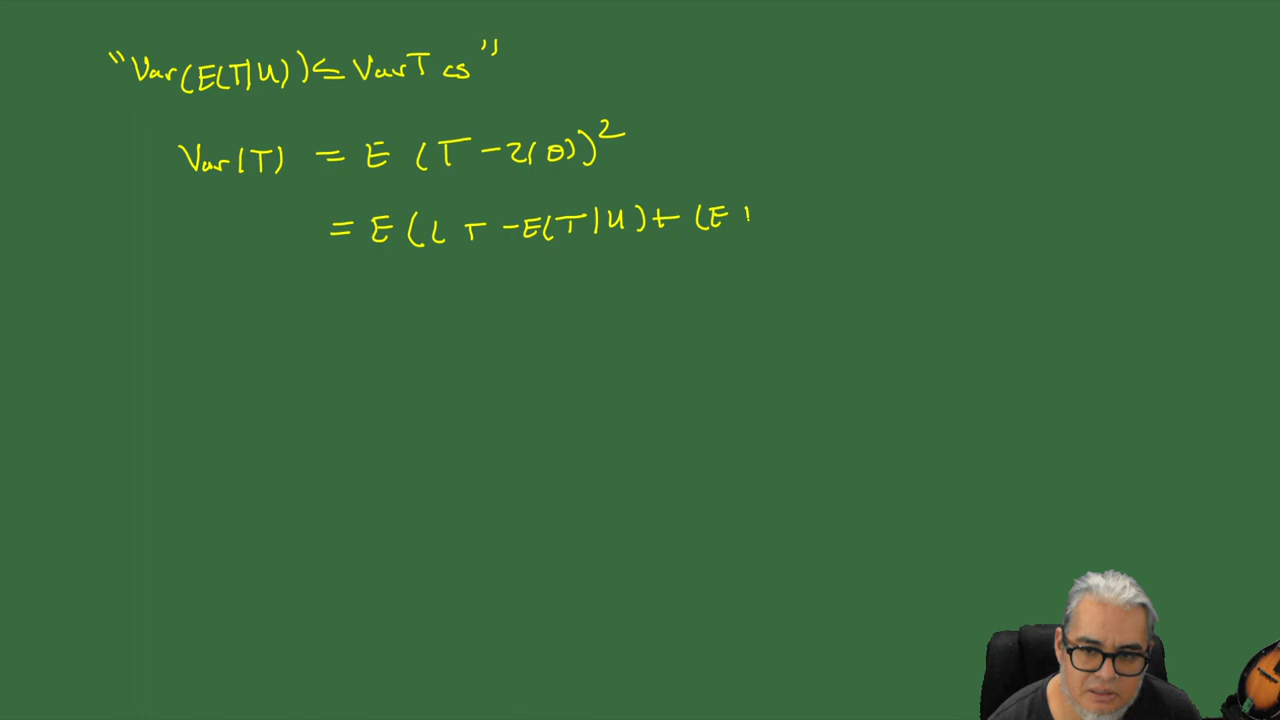 "Var(E(T|U)) ≤ Var T cs"
Var(T) = E (T - τ(θ))²
= E (( T - E(T|U) + (E